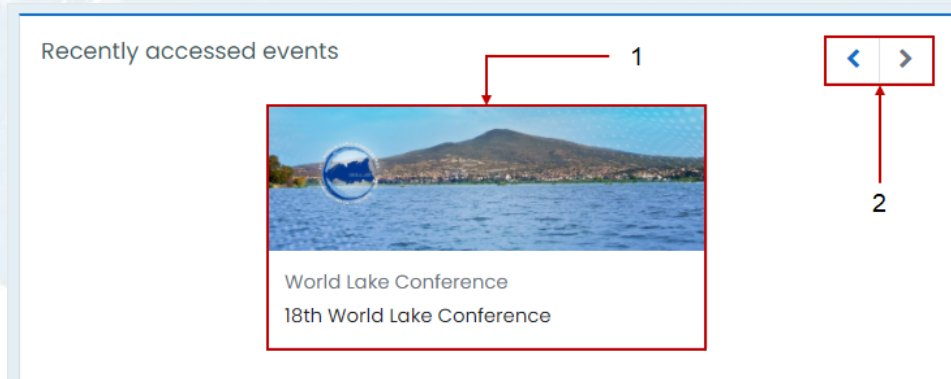 Recently accessed events
1
2
World Lake Conference
18th World Lake Conference